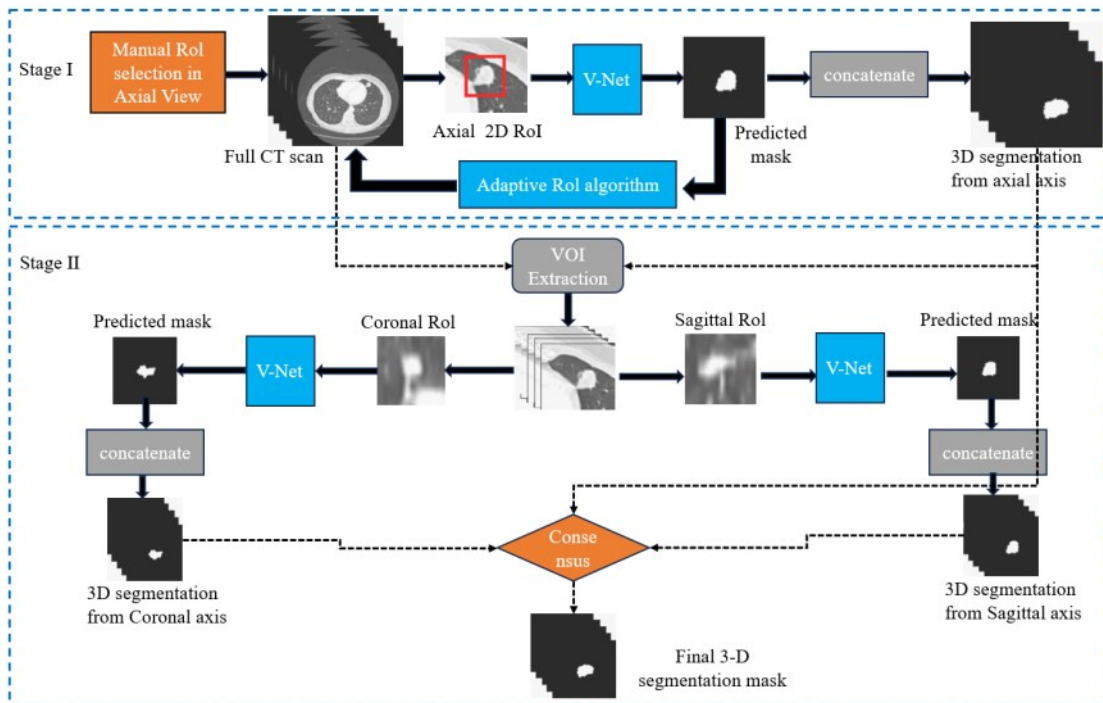 Stage I
Manual RoI
selection in
Axial View
Full CT scan
Axial 2D RoI
V-Net
Predicted
mask
concatenate
3D segmentation
from axial axis
Adaptive RoI algorithm
Stage II
VOI
Extraction
Predicted mask
V-Net
Coronal RoI
Sagittal RoI
V-Net
Predicted mask
concatenate
concatenate
3D segmentation
from Coronal axis
Conse
nsus
3D segmentation
from Sagittal axis
Final 3-D
segmentation mask